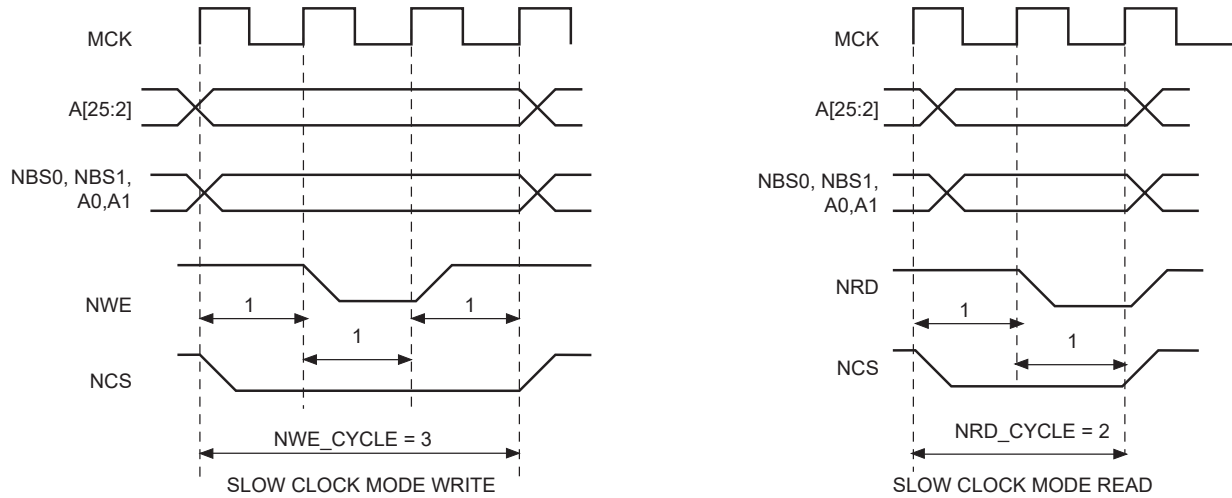 MCK
A[25:2]
NBS0, NBS1,
A0,A1
NWE
1
1
1
NCS
NWE_CYCLE = 3
SLOW CLOCK MODE WRITE
MCK
A[25:2]
NBS0, NBS1,
A0,A1
NRD
1
1
NCS
NRD_CYCLE = 2
SLOW CLOCK MODE READ